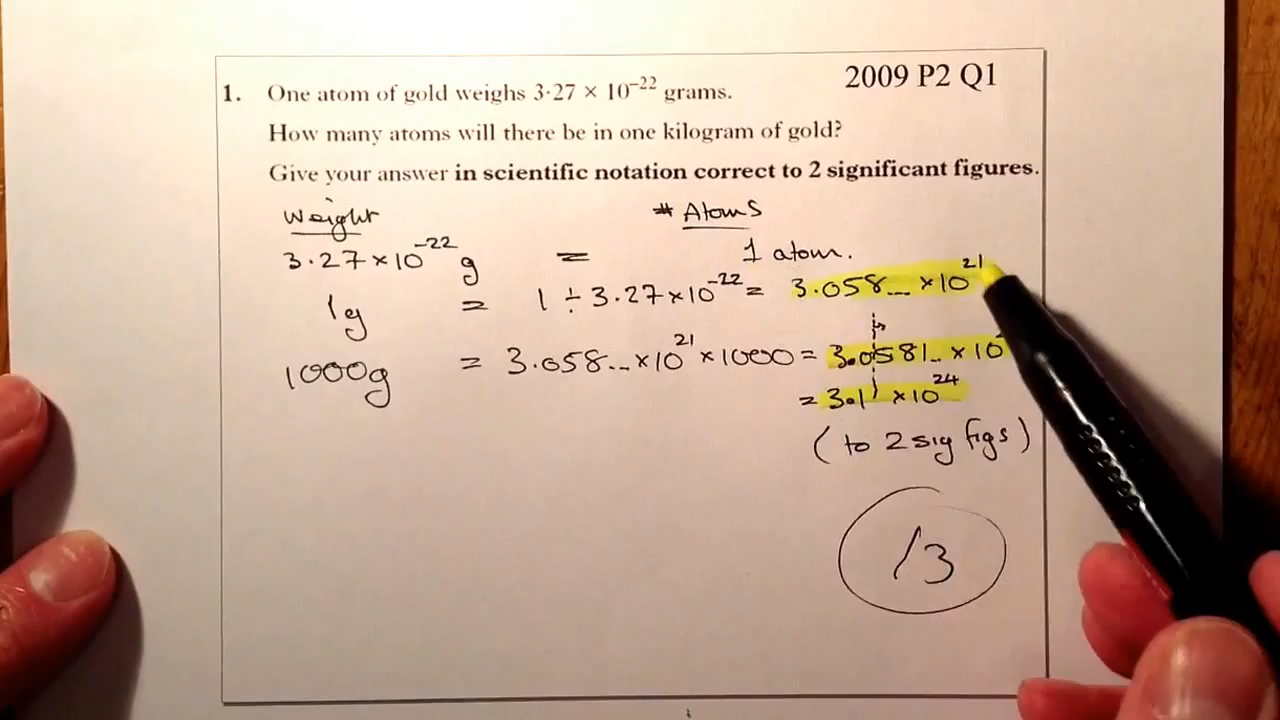 2009 P2 Q1
1. One atom of gold weighs 3·27 × 10⁻²² grams.
How many atoms will there be in one kilogram of gold?
Give your answer in scientific notation correct to 2 significant figures.
Weight # Atoms
3.27 × 10⁻²² g = 1 atom.
1g = 1 ÷ 3.27 × 10⁻²² = 3.058... × 10²¹
1000g = 3.058... × 10²¹ × 1000 = 3.0581.. × 10
= 3.1 × 10²⁴
(to 2 sig figs)
/3